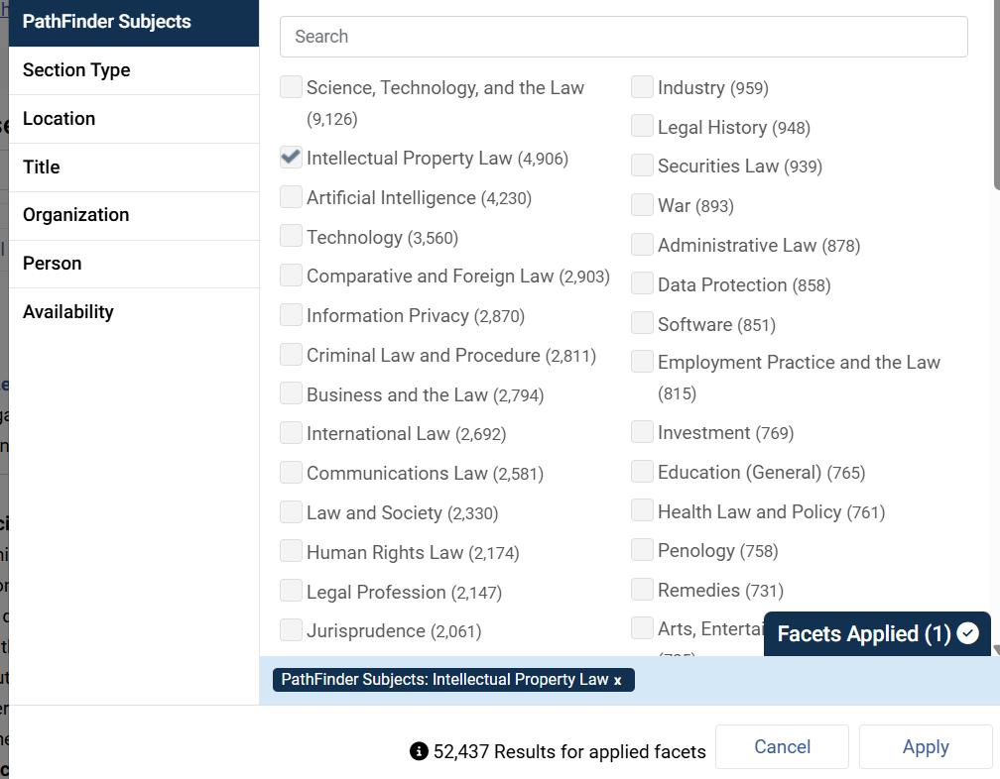 PathFinder Subjects
Section Type
Location
Title
Organization
Person
Availability
Search
Science, Technology, and the Law
(9,126)
Intellectual Property Law (4,906)
Artificial Intelligence (4,230)
Technology (3,560)
Comparative and Foreign Law (2,903)
Information Privacy (2,870)
Criminal Law and Procedure (2,811)
Business and the Law (2,794)
International Law (2,692)
Communications Law (2,581)
Law and Society (2,330)
Human Rights Law (2,174)
Legal Profession (2,147)
Jurisprudence (2,061)
Industry (959)
Legal History (948)
Securities Law (939)
War (893)
Administrative Law (878)
Data Protection (858)
Software (851)
Employment Practice and the Law
(815)
Investment (769)
Education (General) (765)
Health Law and Policy (761)
Penology (758)
Remedies (731)
Arts,
Facets Applied (1)
PathFinder Subjects: Intellectual Property Law x
52,437 Results for applied facets
Cancel
Apply